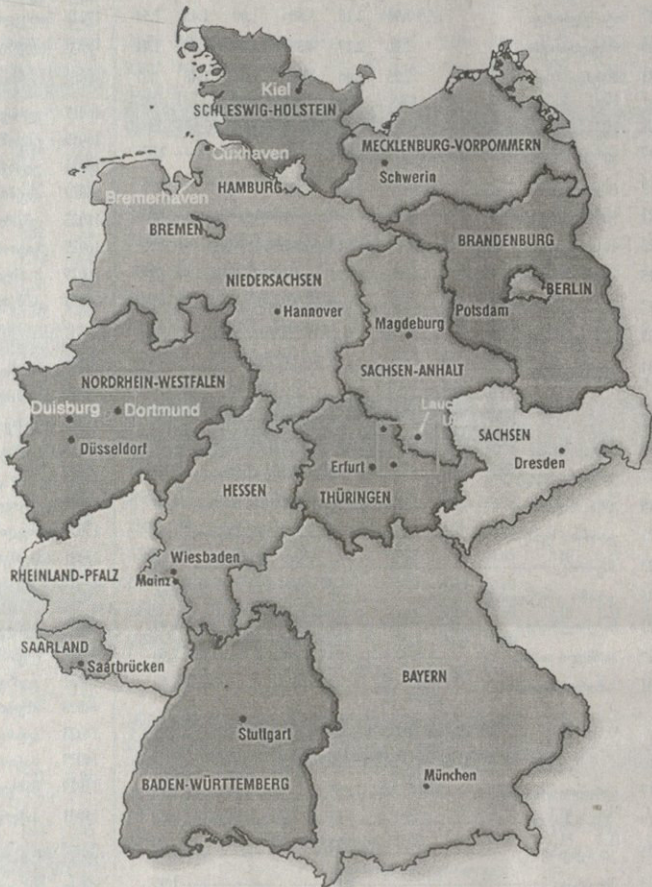 Kiel
SCHLESWIG-HOLSTEIN
MECKLENBURG-VORPOMMERN
Cuxhaven
Schwerin
HAMBURG
Bremerhaven
BREMEN
BRANDENBURG
NIEDERSACHSEN
BERLIN
Hannover
Potsdam
Magdeburg
SACHSEN-ANHALT
NORDRHEIN-WESTFALEN
Duisburg
Dortmund
SACHSEN
Düsseldorf
Dresden
Erfurt
HESSEN
THÜRINGEN
Wiesbaden
RHEINLAND-PFALZ
Mainz
SAARLAND
Saarbrücken
BAYERN
Stuttgart
München
BADEN-WÜRTTEMBERG